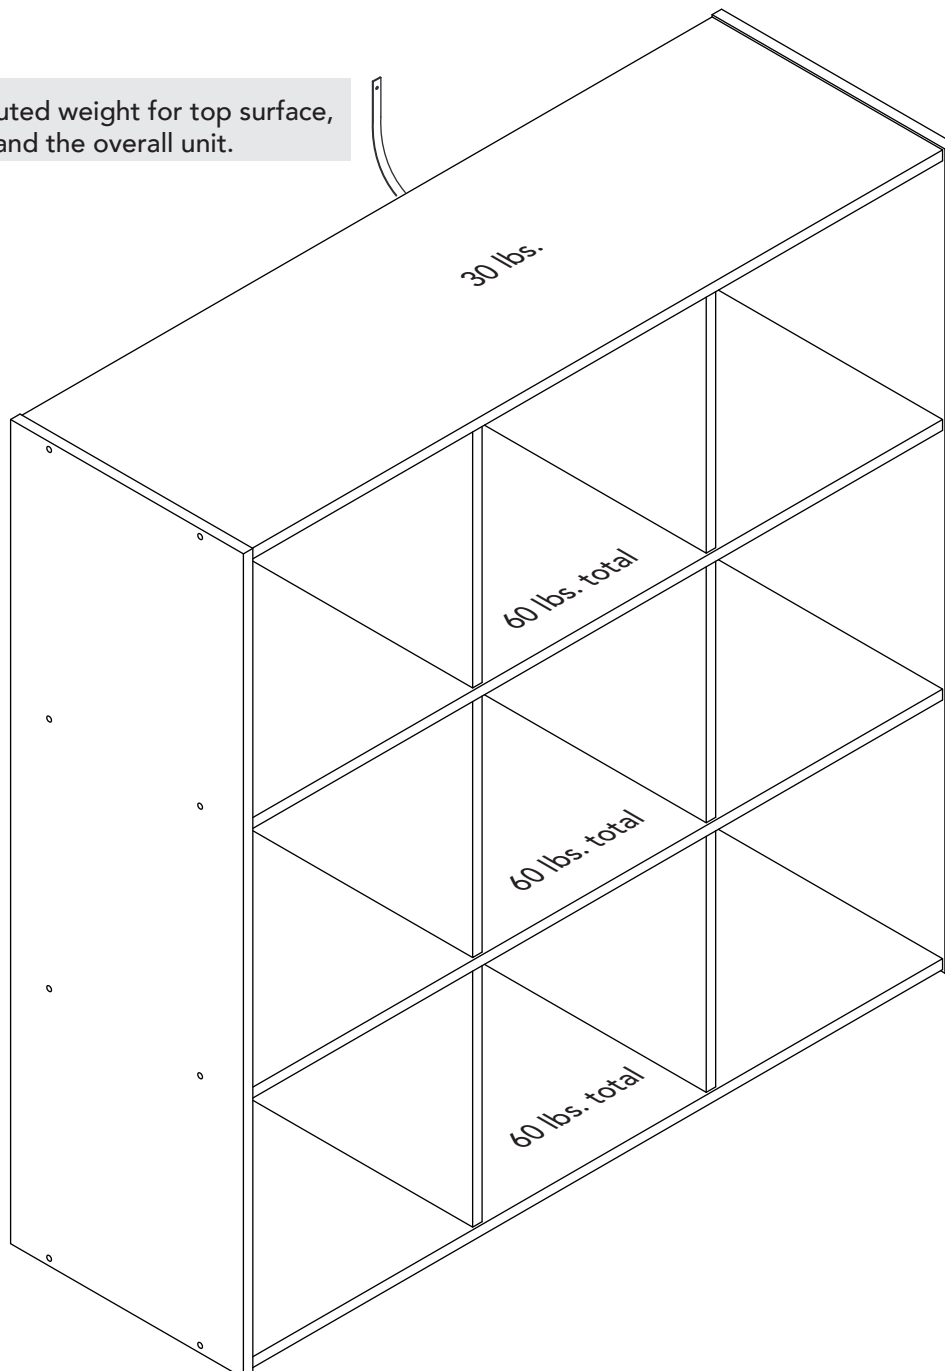 uted weight for top surface,
and the overall unit.
30 lbs.
60 lbs. total
60 lbs. total
60 lbs. total